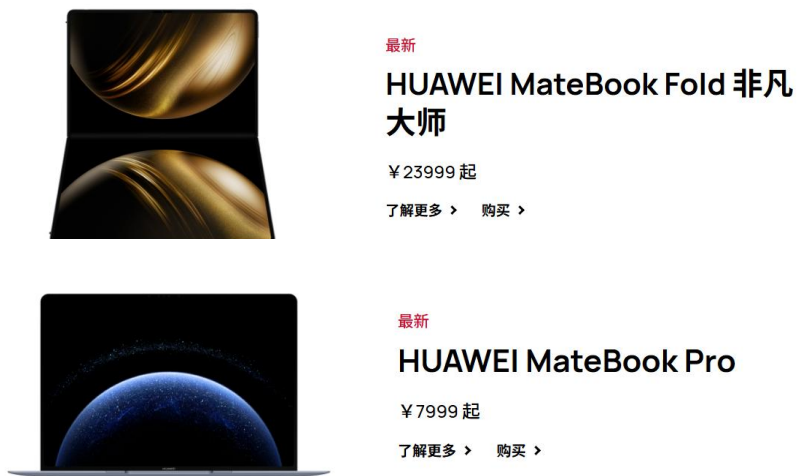 最新
HUAWEI MateBook Fold 非凡
大师
￥23999 起
了解更多 > 购买 >
最新
HUAWEI MateBook Pro
￥7999 起
了解更多 > 购买 >